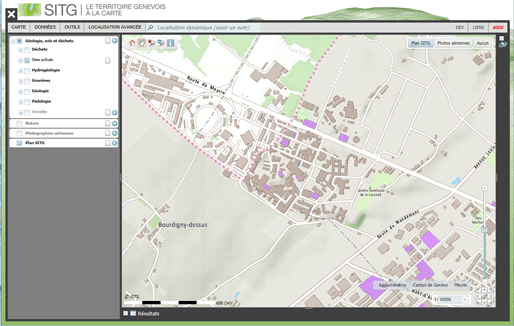 SITG
LE TERRITOIRE GENEVOIS
À LA CARTE
CARTE
DONNÉES
OUTILS
LOCALISATION AVANCÉE
Localisation dynamique (saisir un nom)
DEV
LIENS
AIDE
Géologie, sols et déchets
Déchets
Sites pollués
Hydrogéologie
Gravières
Géologie
Pédologie
Nature
Photographies aériennes
Plan SITG
Plan SITG
Photos aériennes
Aucun
Route de Meyrin
Jardins familiaux
de la Cascade
Bourdigny-dessus
Route du Mandement
Agglomération
Canton de Genève
Meyrin
© SITG
600 (m)
1: 10000
Résultats